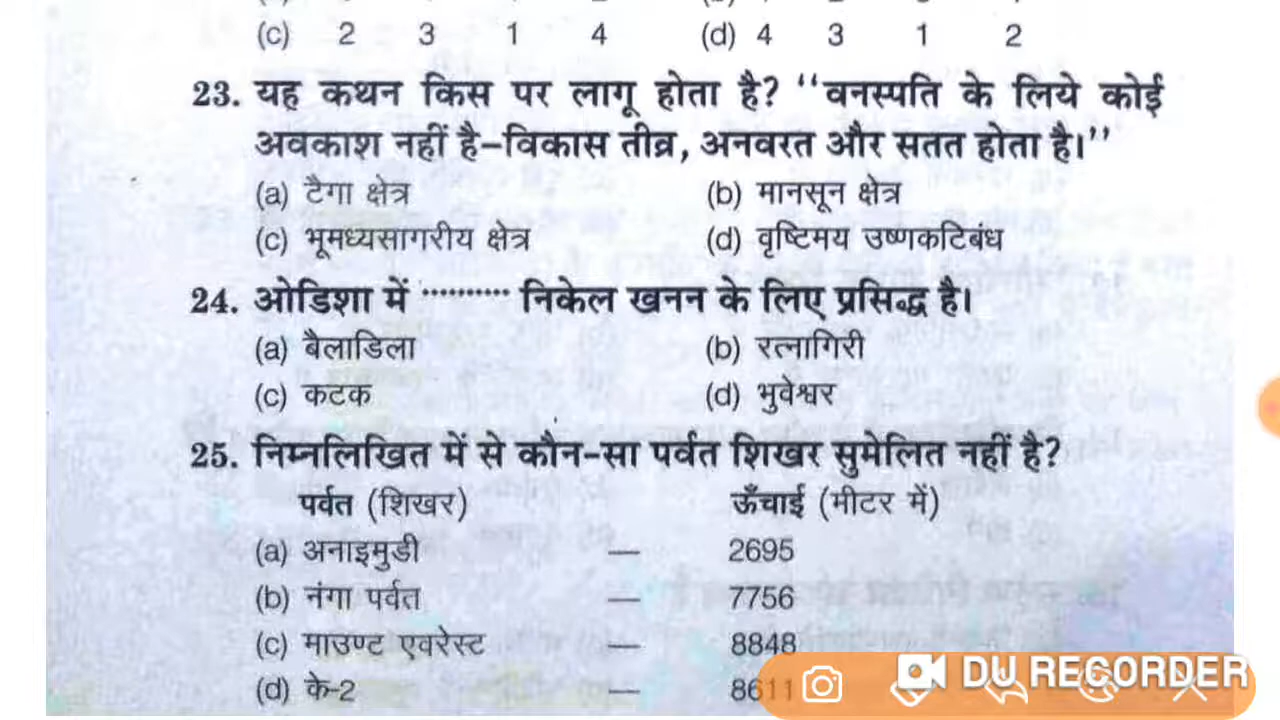 (c) 2 3 1 4 (d) 4 3 1 2
23. यह कथन किस पर लागू होता है? ‘‘वनस्पति के लिये कोई
अवकाश नहीं है–विकास तीव्र, अनवरत और सतत होता है।’’
(a) टैगा क्षेत्र (b) मानसून क्षेत्र
(c) भूमध्यसागरीय क्षेत्र (d) वृष्टिमय उष्णकटिबंध
24. ओडिशा में ·········· निकेल खनन के लिए प्रसिद्ध है।
(a) बैलाडिला (b) रत्नागिरी
(c) कटक (d) भुवेश्वर
25. निम्नलिखित में से कौन-सा पर्वत शिखर सुमेलित नहीं है?
पर्वत (शिखर) ऊँचाई (मीटर में)
(a) अनाइमुडी — 2695
(b) नंगा पर्वत — 7756
(c) माउण्ट एवरेस्ट — 8848
(d) के-2 — 8611
DU RECORDER